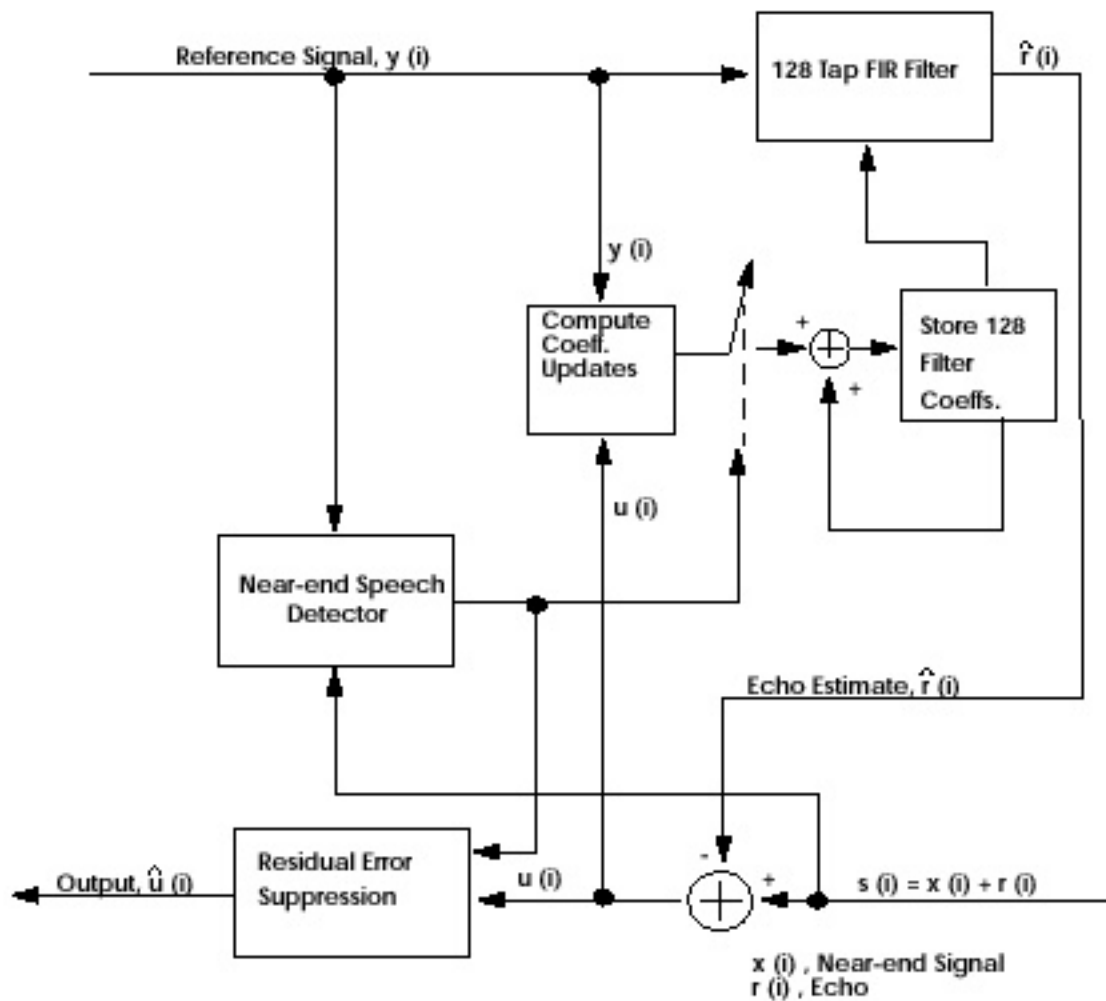 Reference Signal, y (i)
128 Tap FIR Filter
r̂ (i)
y (i)
Compute
Coeff.
Updates
+
+
Store 128
Filter
Coeffs.
u (i)
Near-end Speech
Detector
Echo Estimate, r̂ (i)
Residual Error
Suppression
Output, û (i)
u (i)
-
+
s (i) = x (i) + r (i)
x (i) , Near-end Signal
r (i) , Echo